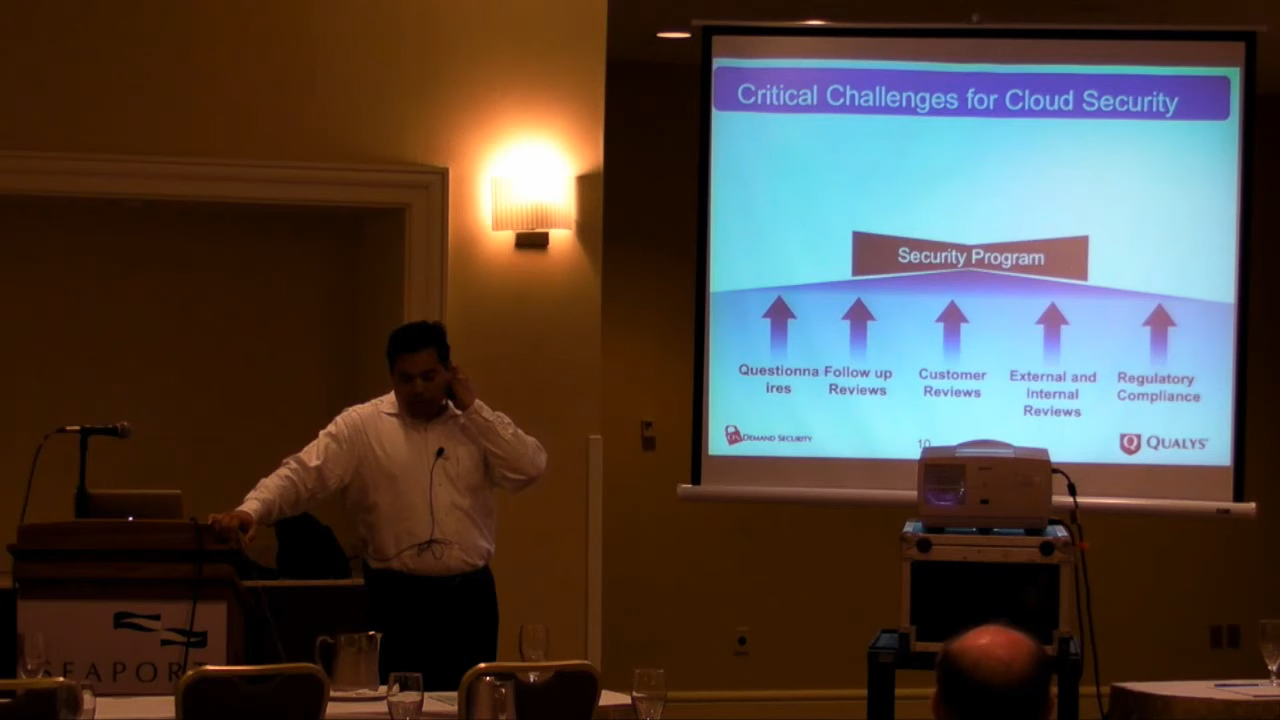 Critical Challenges for Cloud Security
Security Program
Questionna
ires
Follow up
Reviews
Customer
Reviews
External and
Internal
Reviews
Regulatory
Compliance
DEMAND SECURITY
10
QUALYS
SEAPORT